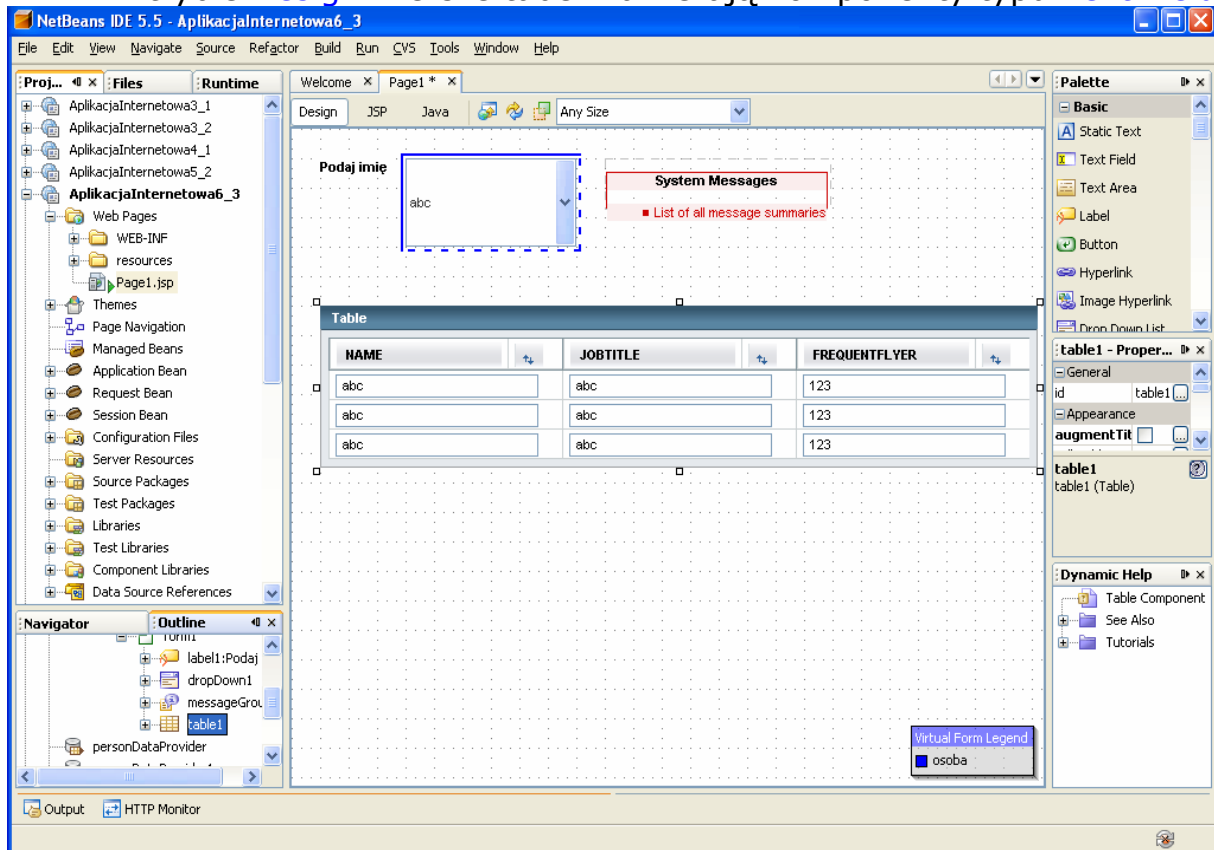 NetBeans IDE 5.5 - AplikacjaInternetowa6_3
File Edit View Navigate Source Refactor Build Run CVS Tools Window Help
Proj... Files Runtime
AplikacjaInternetowa3_1
AplikacjaInternetowa3_2
AplikacjaInternetowa4_1
AplikacjaInternetowa5_2
AplikacjaInternetowa6_3
Web Pages
WEB-INF
resources
Page1.jsp
Themes
Page Navigation
Managed Beans
Application Bean
Request Bean
Session Bean
Configuration Files
Server Resources
Source Packages
Test Packages
Libraries
Test Libraries
Component Libraries
Data Source References
Navigator Outline
form1
label1:Podaj
dropDown1
messageGrou
table1
personDataProvider
Welcome Page1 *
Design JSP Java Any Size
Podaj imię
abc
System Messages
List of all message summaries
Table
NAME JOBTITLE FREQUENTFLYER
abc abc 123
abc abc 123
abc abc 123
Virtual Form Legend
osoba
Palette
Basic
Static Text
Text Field
Text Area
Label
Button
Hyperlink
Image Hyperlink
Drop Down List
table1 - Proper...
General
id table1 ...
Appearance
augmentTit ...
table1
table1 (Table)
Dynamic Help
Table Component
See Also
Tutorials
Output HTTP Monitor